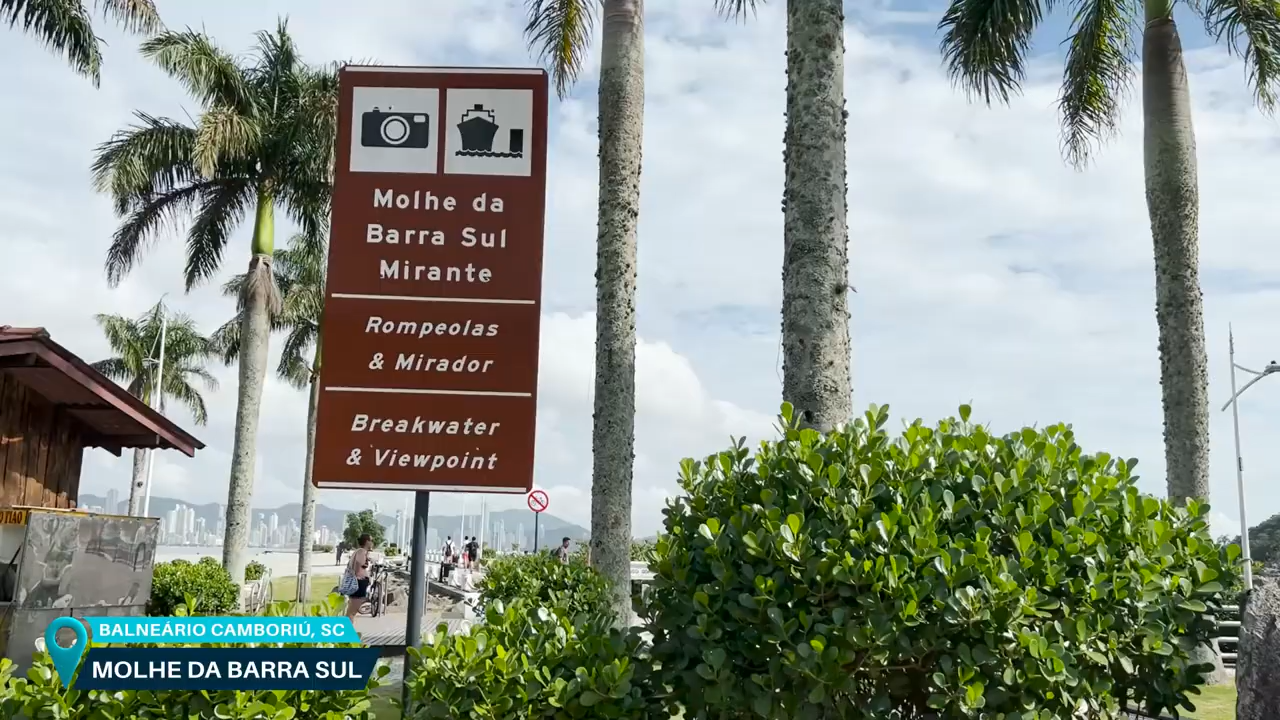 Molhe da
Barra Sul
Mirante
Rompeolas
& Mirador
Breakwater
& Viewpoint
BALNEÁRIO CAMBORIÚ, SC
MOLHE DA BARRA SUL